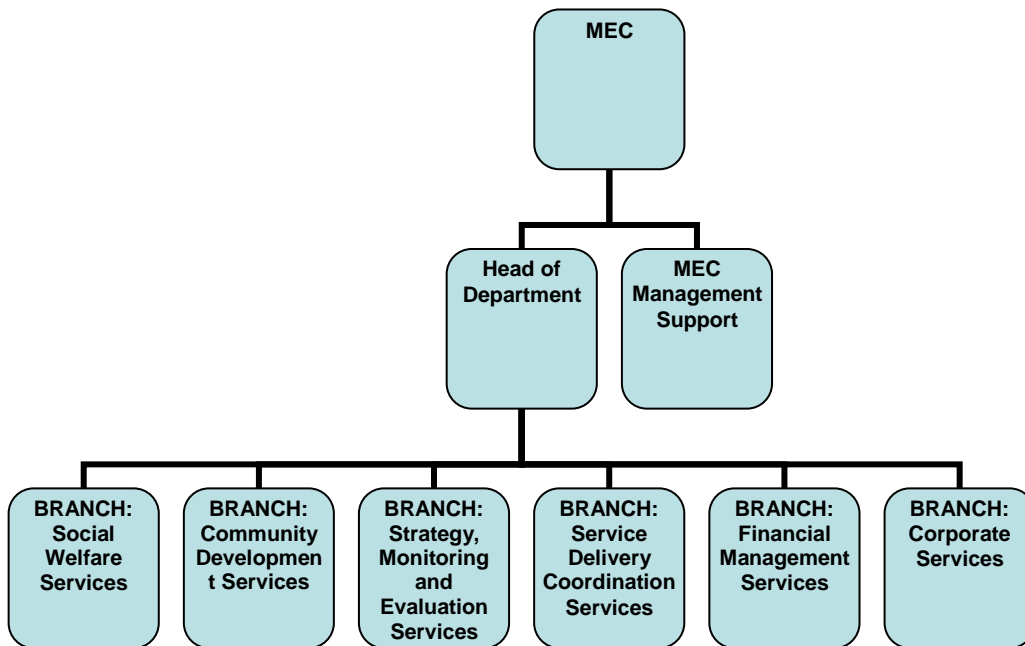 MEC
Head of
Department
MEC
Management
Support
BRANCH:
Social
Welfare
Services
BRANCH:
Community
Developmen
t Services
BRANCH:
Strategy,
Monitoring
and
Evaluation
Services
BRANCH:
Service
Delivery
Coordination
Services
BRANCH:
Financial
Management
Services
BRANCH:
Corporate
Services